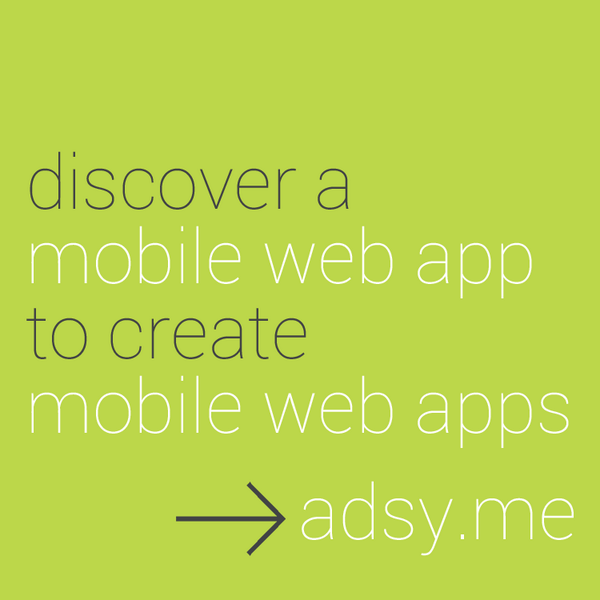 discover a
mobile web app
to create
mobile web apps
adsy.me